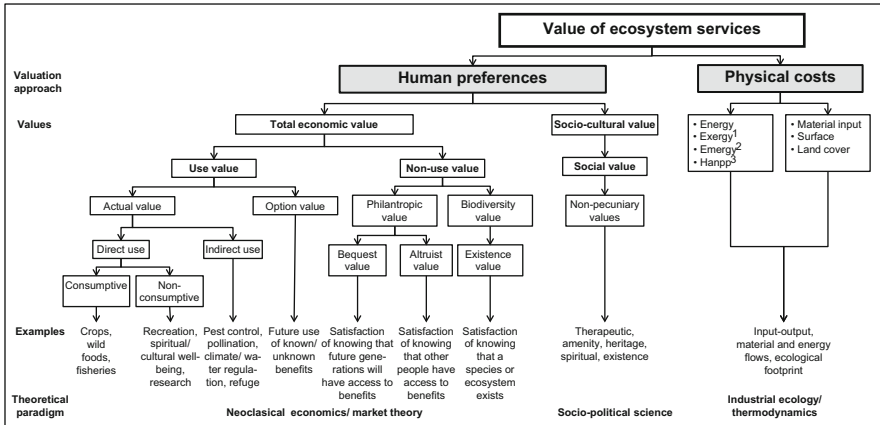 Value of ecosystem services
Valuation
approach
Human preferences
Physical costs
Values
Total economic value
Socio-cultural value
• Energy
• Exergy1
• Emergy2
• Hanpp3
• Material input
• Surface
• Land cover
Use value
Non-use value
Social value
Actual value
Option value
Philantropic
value
Biodiversity
value
Non-pecuniary
values
Direct use
Indirect use
Bequest
value
Altruist
value
Existence
value
Consumptive
Non-
consumptive
Examples
Crops,
wild
foods,
fisheries
Recreation,
spiritual/
cultural well-
being,
research
Pest control,
pollination,
climate/ wa-
ter regula-
tion, refuge
Future use
of known/
unknown
benefits
Satisfaction
of knowing that
future gene-
rations will
have access to
benefits
Satisfaction
of knowing
that other
people have
access to
benefits
Satisfaction
of knowing
that a
species or
ecosystem
exists
Therapeutic,
amenity, heritage,
spiritual, existence
Input-output,
material and energy
flows, ecological
footprint
Theoretical
paradigm
Neoclasical economics/ market theory
Socio-political science
Industrial ecology/
thermodynamics